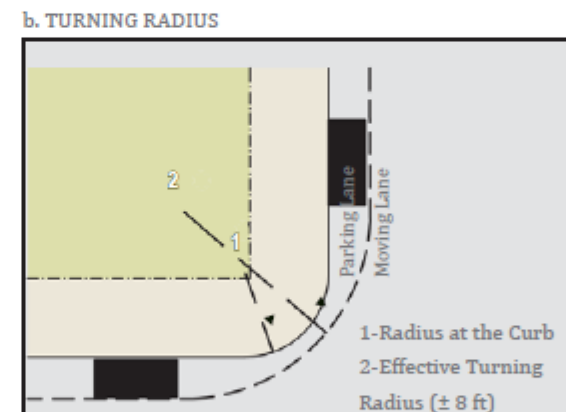 b. TURNING RADIUS
2
1
Parking Lane
Moving Lane
1-Radius at the Curb
2-Effective Turning
Radius (± 8 ft)